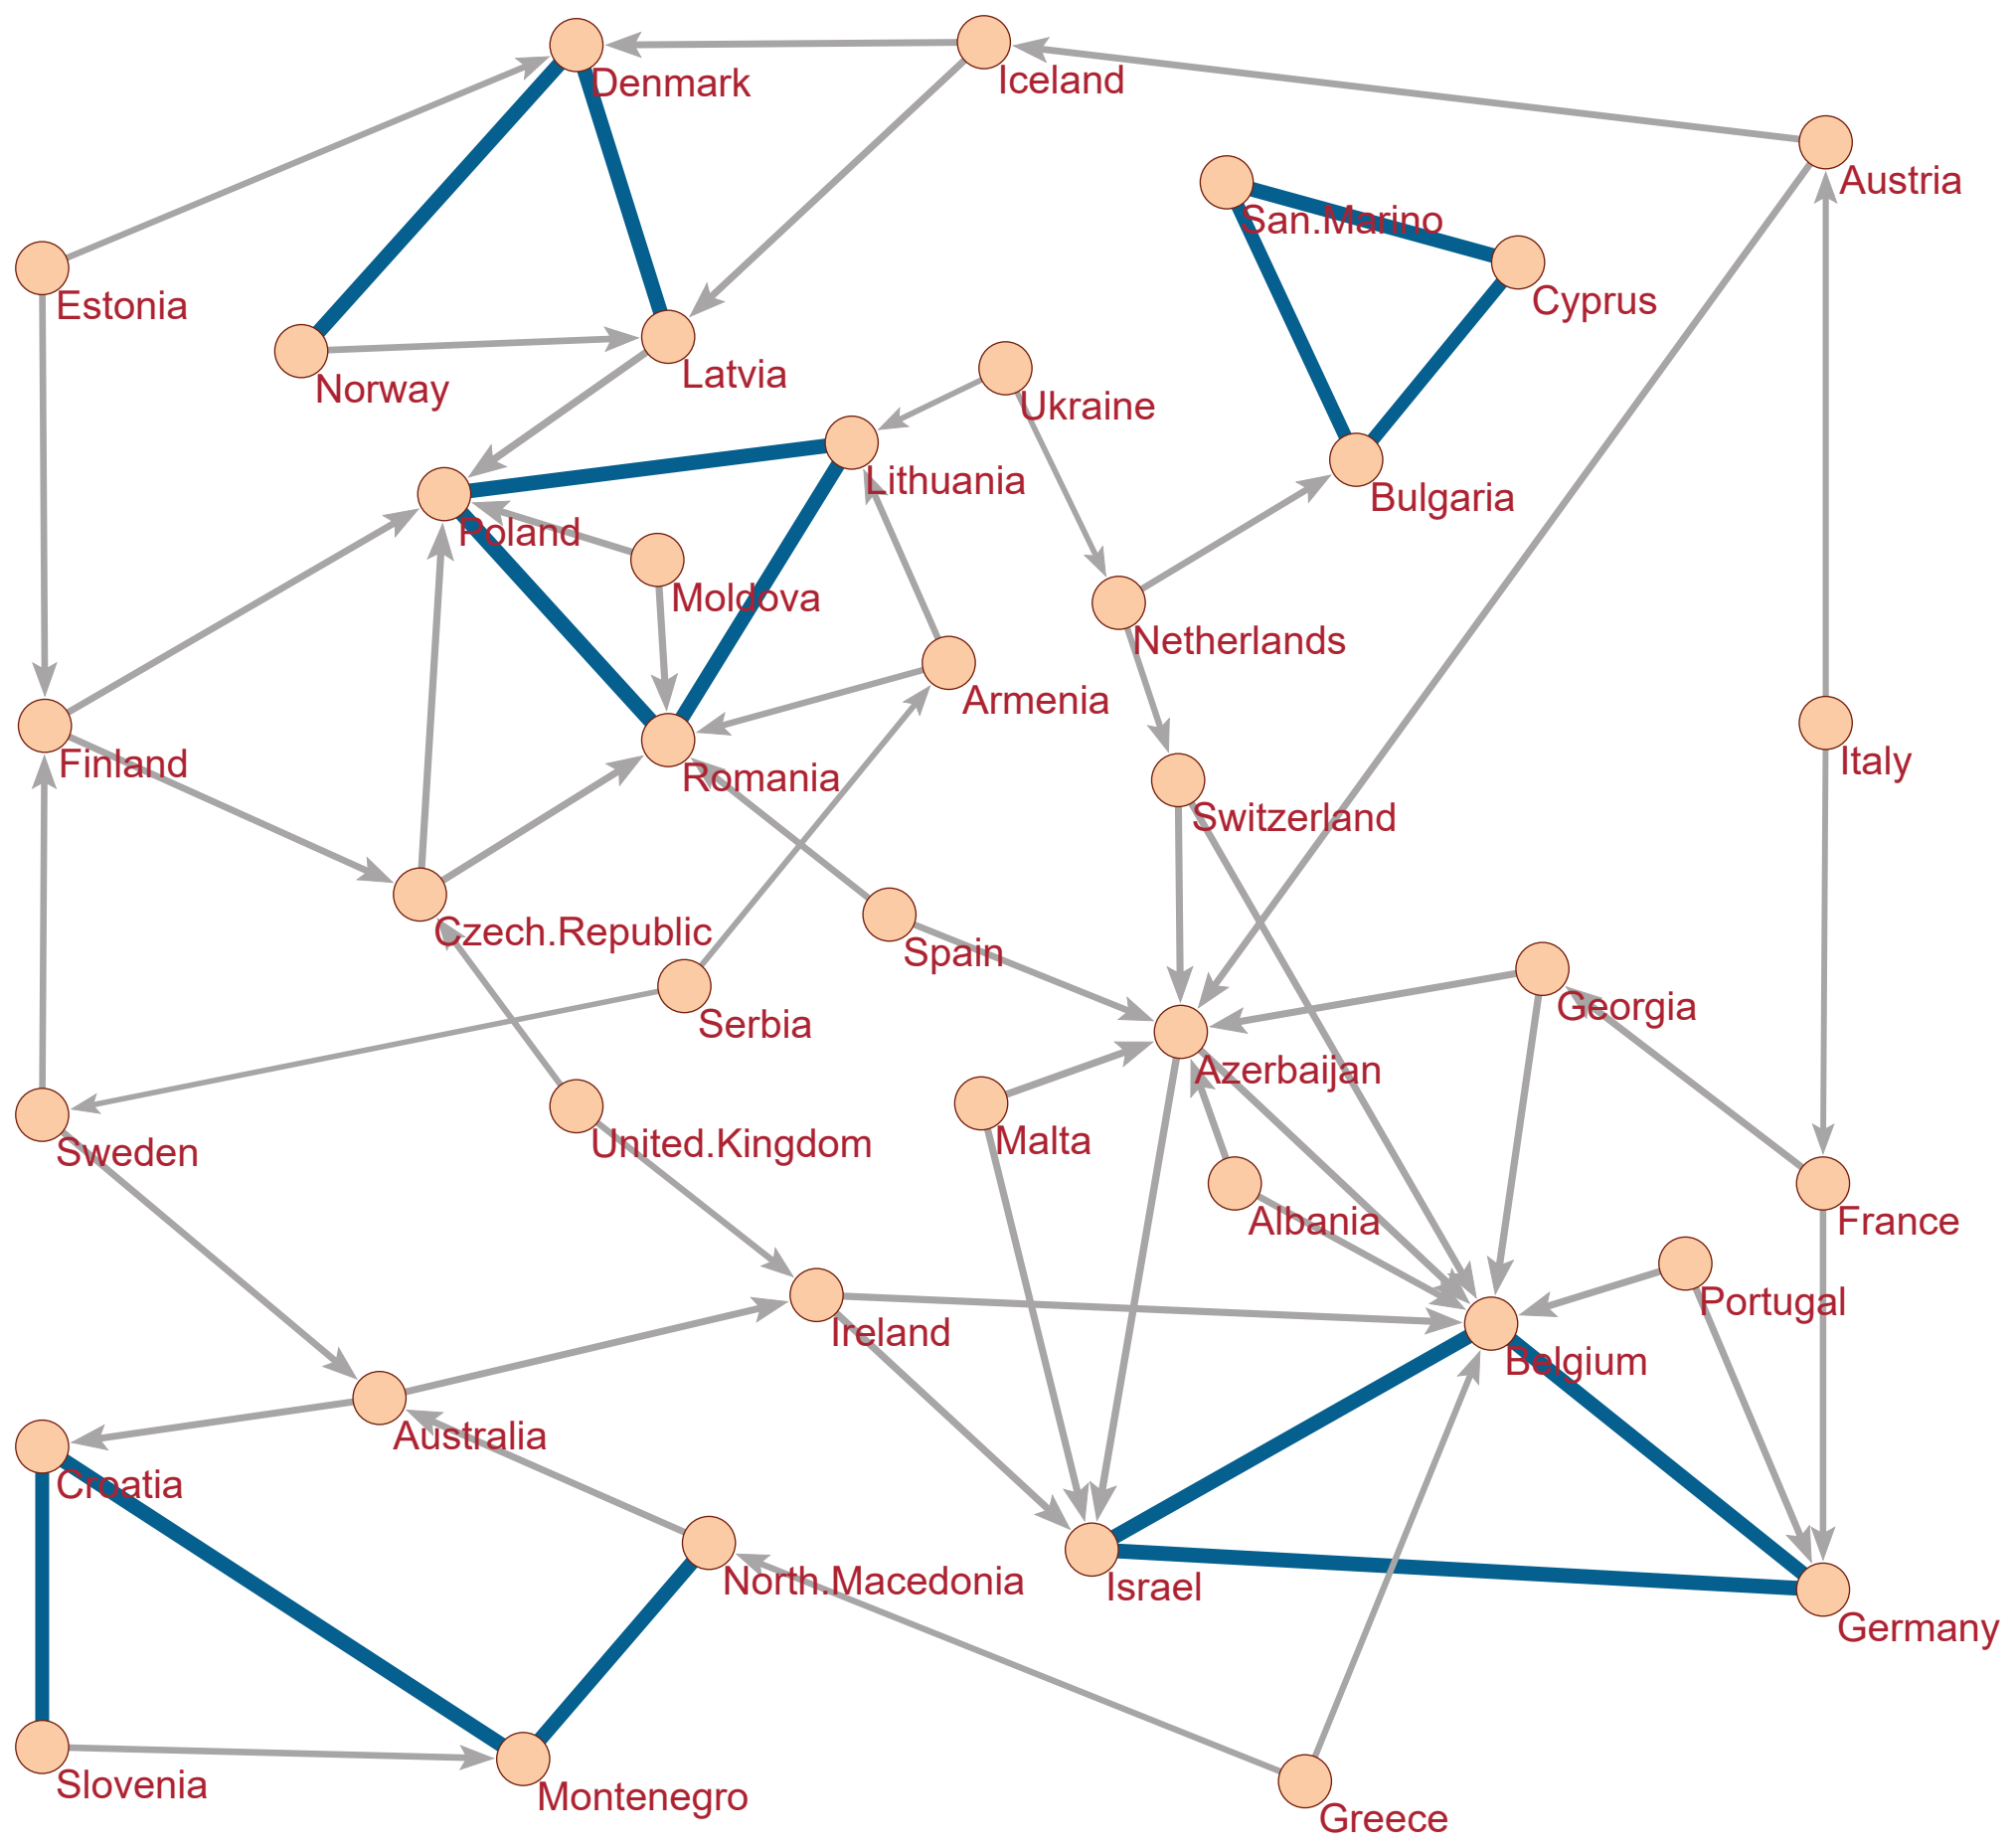 Iceland
Denmark
Austria
San.Marino
Cyprus
Estonia
Latvia
Norway
Ukraine
Lithuania
Bulgaria
Poland
Moldova
Netherlands
Armenia
Italy
Finland
Romania
Switzerland
Czech.Republic
Spain
Georgia
Serbia
Azerbaijan
Malta
United.Kingdom
Sweden
Albania
France
Portugal
Ireland
Belgium
Australia
Croatia
North.Macedonia
Israel
Germany
Slovenia
Montenegro
Greece